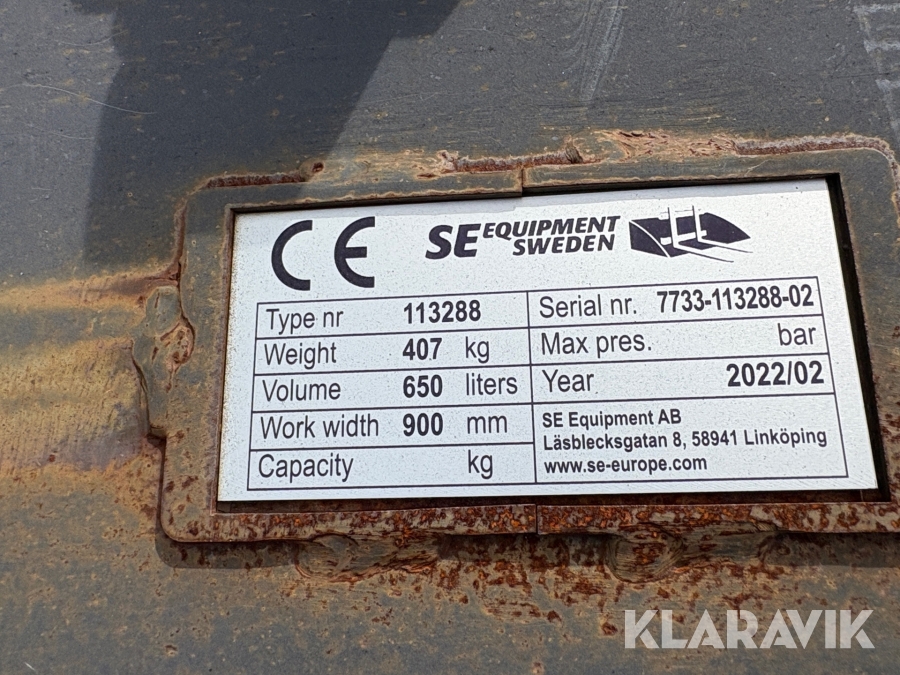 CE
SE EQUIPMENT
SWEDEN
Type nr 113288
Weight 407 kg
Volume 650 liters
Work width 900 mm
Capacity kg
Serial nr. 7733-113288-02
Max pres. bar
Year 2022/02
SE Equipment AB
Läsblecksgatan 8, 58941 Linköping
www.se-europe.com
KLARAVIK